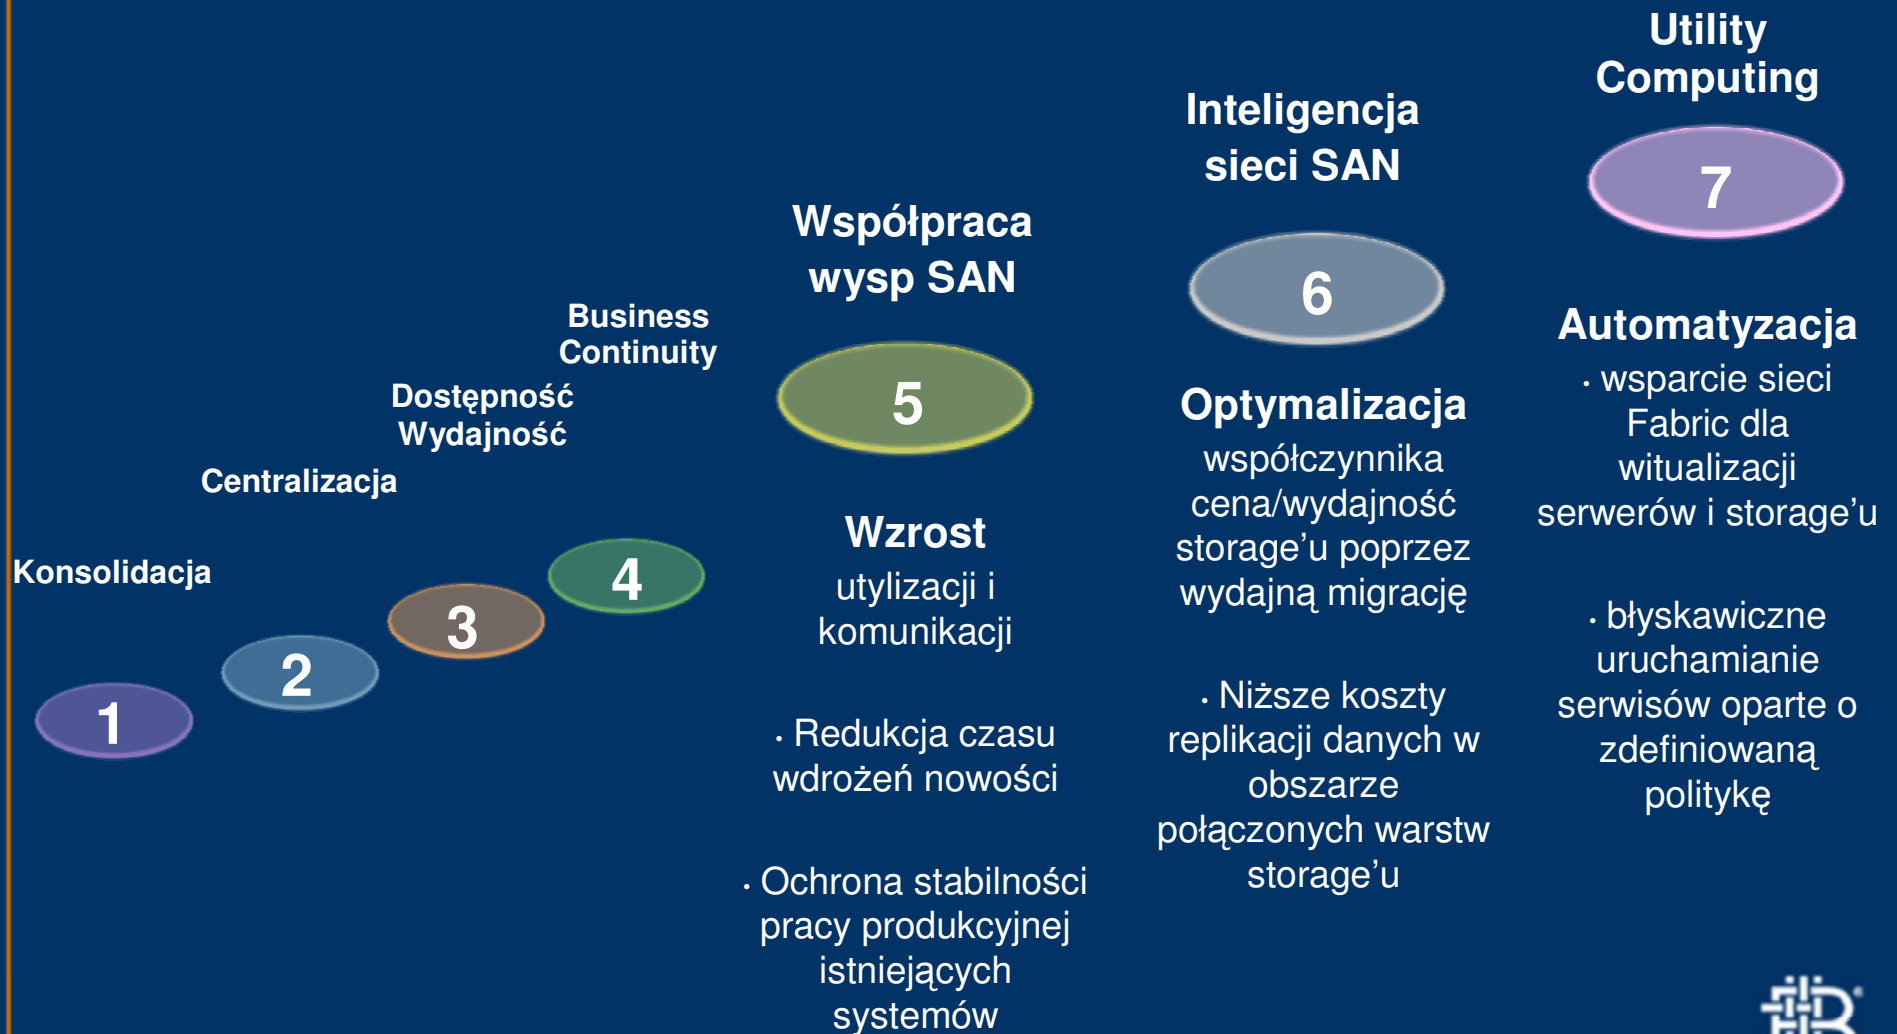 Konsolidacja
1
Centralizacja
2
Dostępność
Wydajność
3
Business
Continuity
4
Współpraca
wysp SAN
5
Wzrost
utylizacji i
komunikacji
· Redukcja czasu
wdrożeń nowości
· Ochrona stabilności
pracy produkcyjnej
istniejących
systemów
Inteligencja
sieci SAN
6
Optymalizacja
współczynnika
cena/wydajność
storage’u poprzez
wydajną migrację
· Niższe koszty
replikacji danych w
obszarze
połączonych warstw
storage’u
Utility
Computing
7
Automatyzacja
· wsparcie sieci
Fabric dla
witualizacji
serwerów i storage’u
· błyskawiczne
uruchamianie
serwisów oparte o
zdefiniowaną
politykę
B